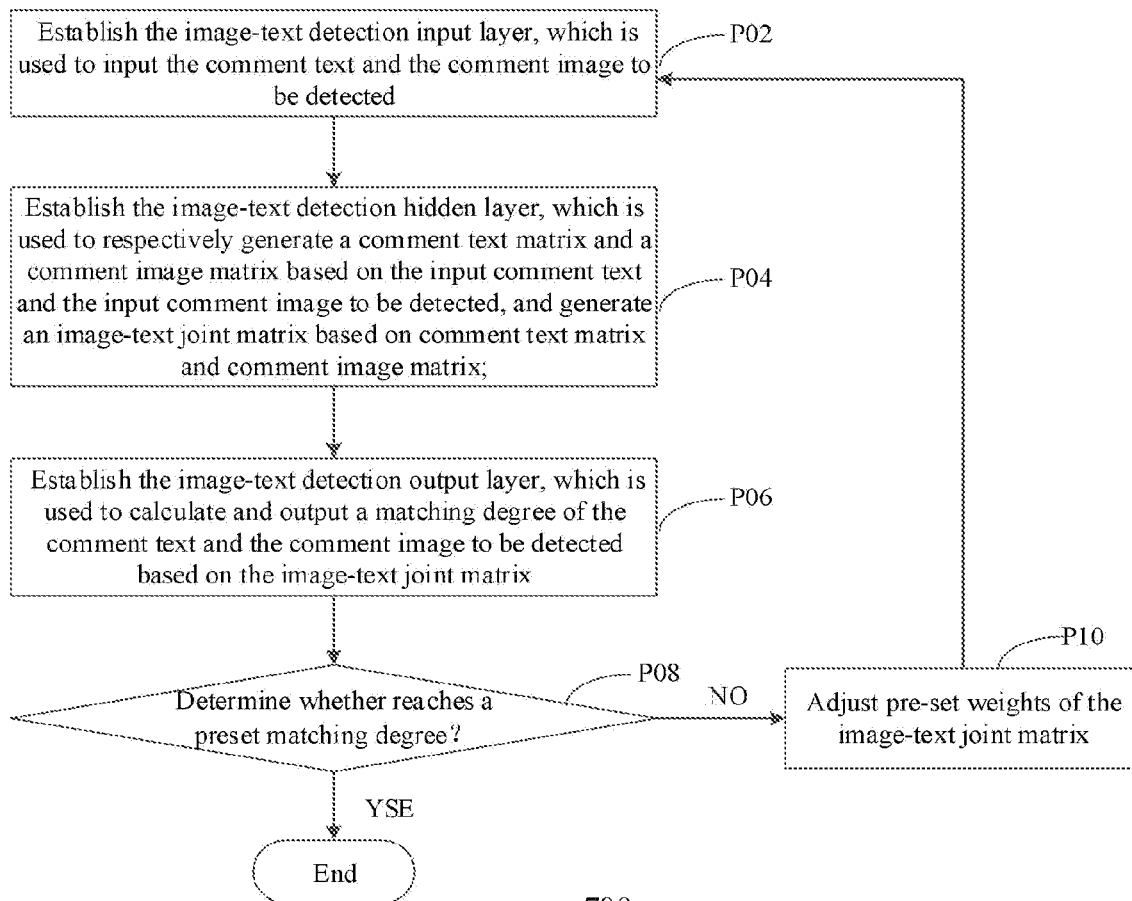 Establish the image-text detection input layer, which is
used to input the comment text and the comment image to
be detected
P02
Establish the image-text detection hidden layer, which is
used to respectively generate a comment text matrix and a
comment image matrix based on the input comment text
and the input comment image to be detected, and generate
an image-text joint matrix based on comment text matrix
and comment image matrix;
P04
Establish the image-text detection output layer, which is
used to calculate and output a matching degree of the
comment text and the comment image to be detected
based on the image-text joint matrix
P06
Determine whether reaches a
preset matching degree?
P08
NO
P10
Adjust pre-set weights of the
image-text joint matrix
YSE
End